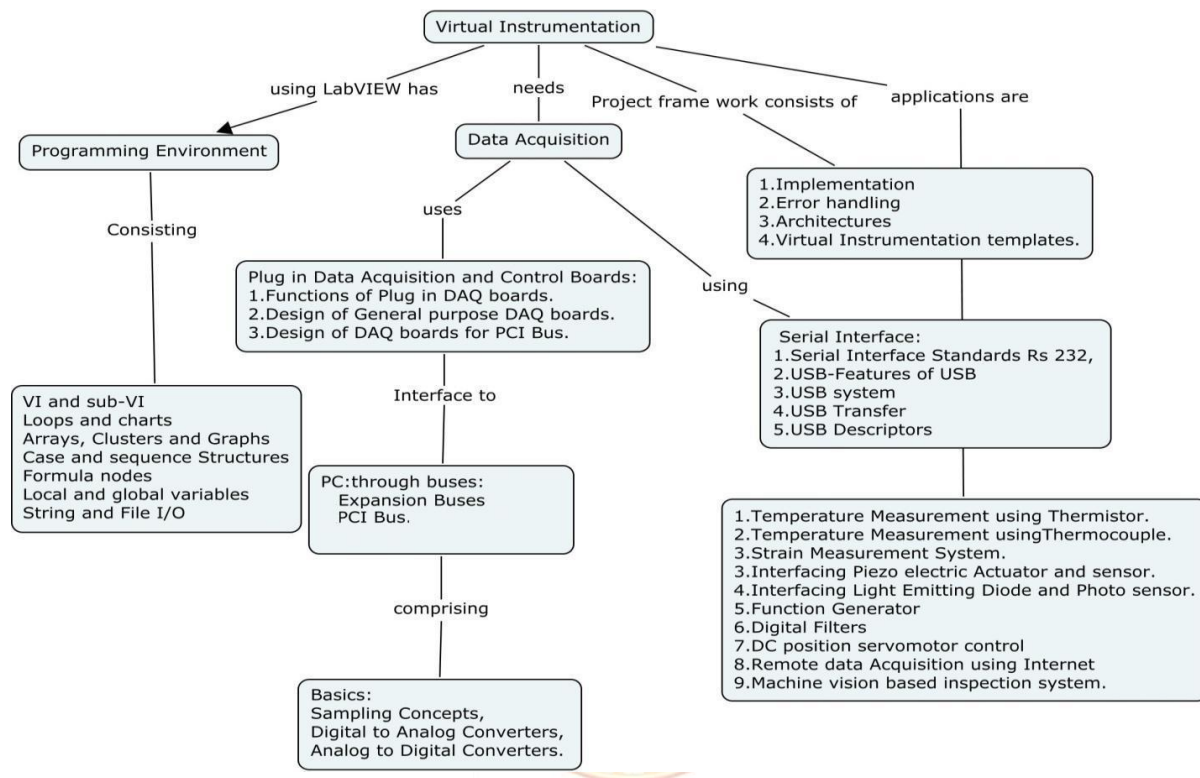 Virtual Instrumentation
using LabVIEW has
needs
Project frame work consists of
applications are
Programming Environment
Data Acquisition
1.Implementation
2.Error handling
3.Architectures
4.Virtual Instrumentation templates.
Consisting
uses
using
Plug in Data Acquisition and Control Boards:
1.Functions of Plug in DAQ boards.
2.Design of General purpose DAQ boards.
3.Design of DAQ boards for PCI Bus.
Serial Interface:
1.Serial Interface Standards Rs 232,
2.USB-Features of USB
3.USB system
4.USB Transfer
5.USB Descriptors
Interface to
VI and sub-VI
Loops and charts
Arrays, Clusters and Graphs
Case and sequence Structures
Formula nodes
Local and global variables
String and File I/O
PC:through buses:
Expansion Buses
PCI Bus.
1.Temperature Measurement using Thermistor.
2.Temperature Measurement usingThermocouple.
3.Strain Measurement System.
3.Interfacing Piezo electric Actuator and sensor.
4.Interfacing Light Emitting Diode and Photo sensor.
5.Function Generator
6.Digital Filters
7.DC position servomotor control
8.Remote data Acquisition using Internet
9.Machine vision based inspection system.
comprising
Basics:
Sampling Concepts,
Digital to Analog Converters,
Analog to Digital Converters.